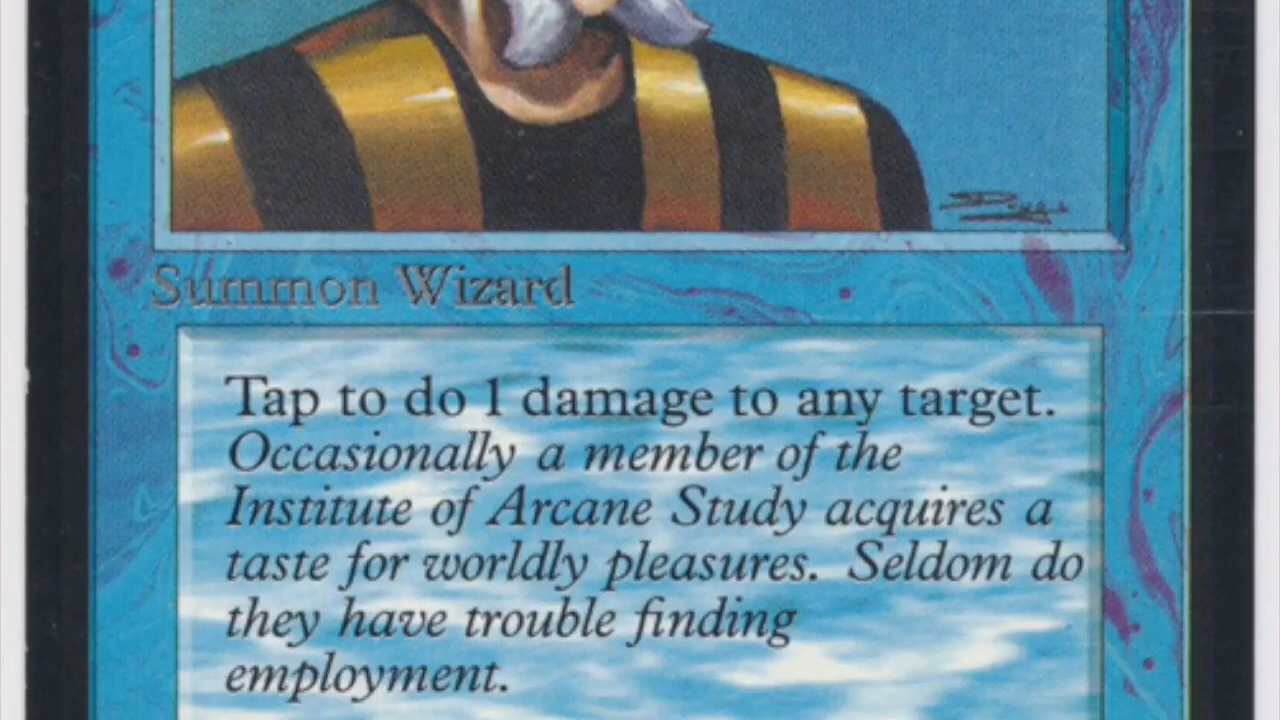 Summon Wizard
Tap to do 1 damage to any target.
Occasionally a member of the
Institute of Arcane Study acquires a
taste for worldly pleasures. Seldom do
they have trouble finding
employment.